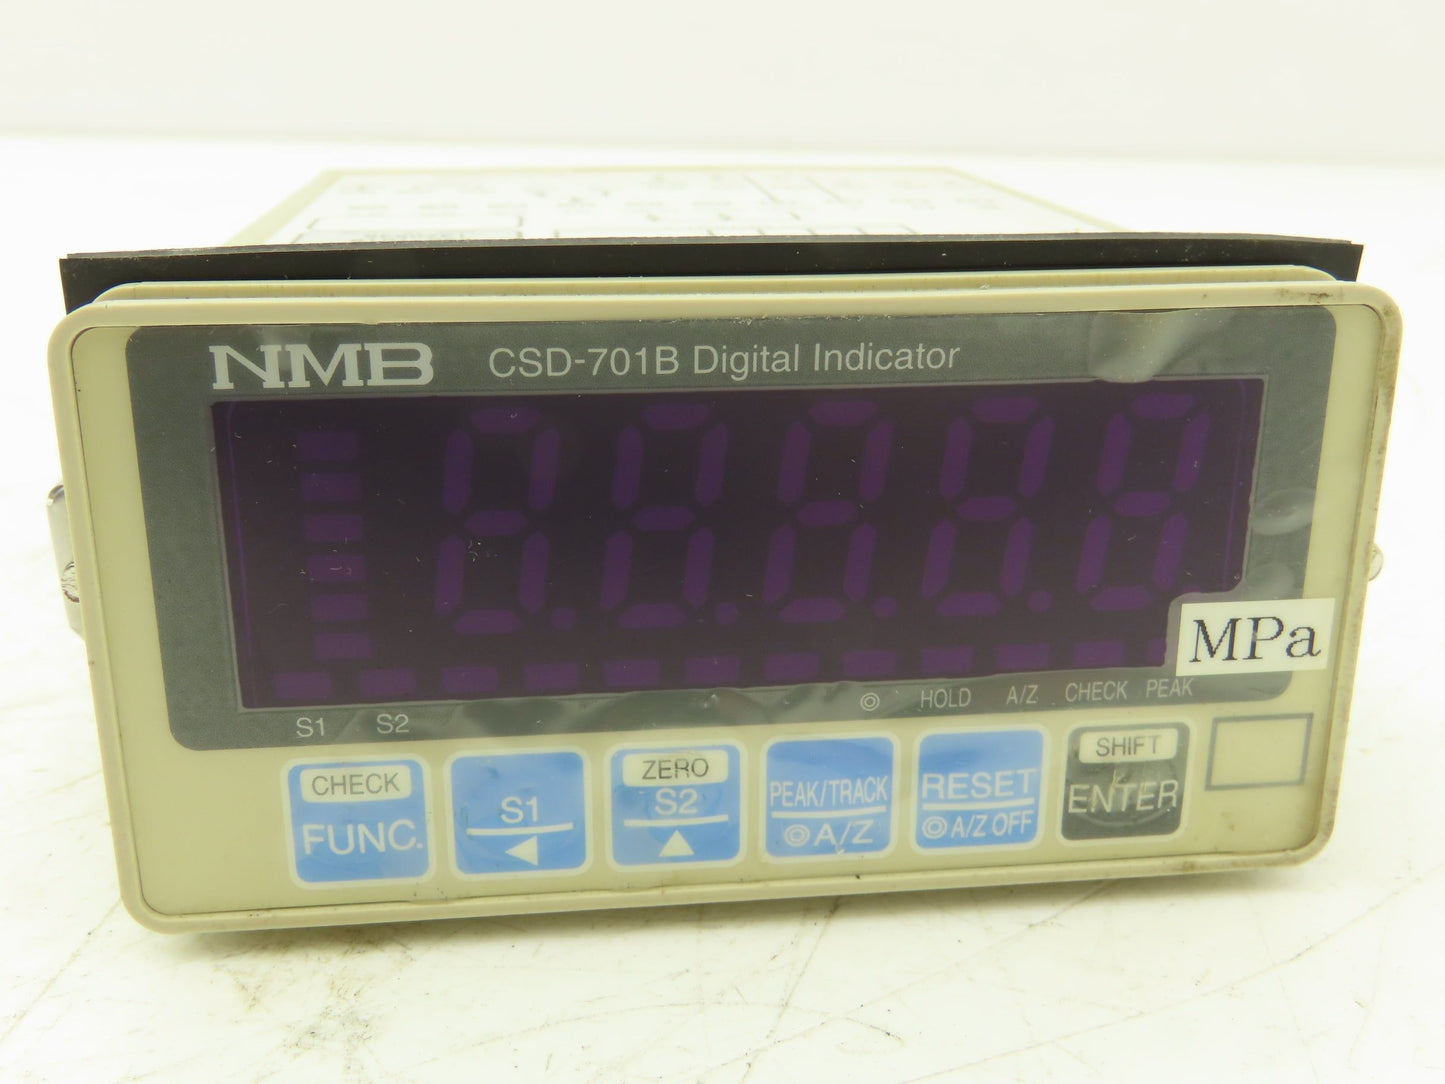 NMB CSD-701B Digital Indicator
MPa
◎ HOLD A/Z CHECK PEAK
S1 S2
CHECK
FUNC.
S1
◀
ZERO
S2
▲
PEAK/TRACK
◎A/Z
RESET
◎A/Z OFF
SHIFT
ENTER